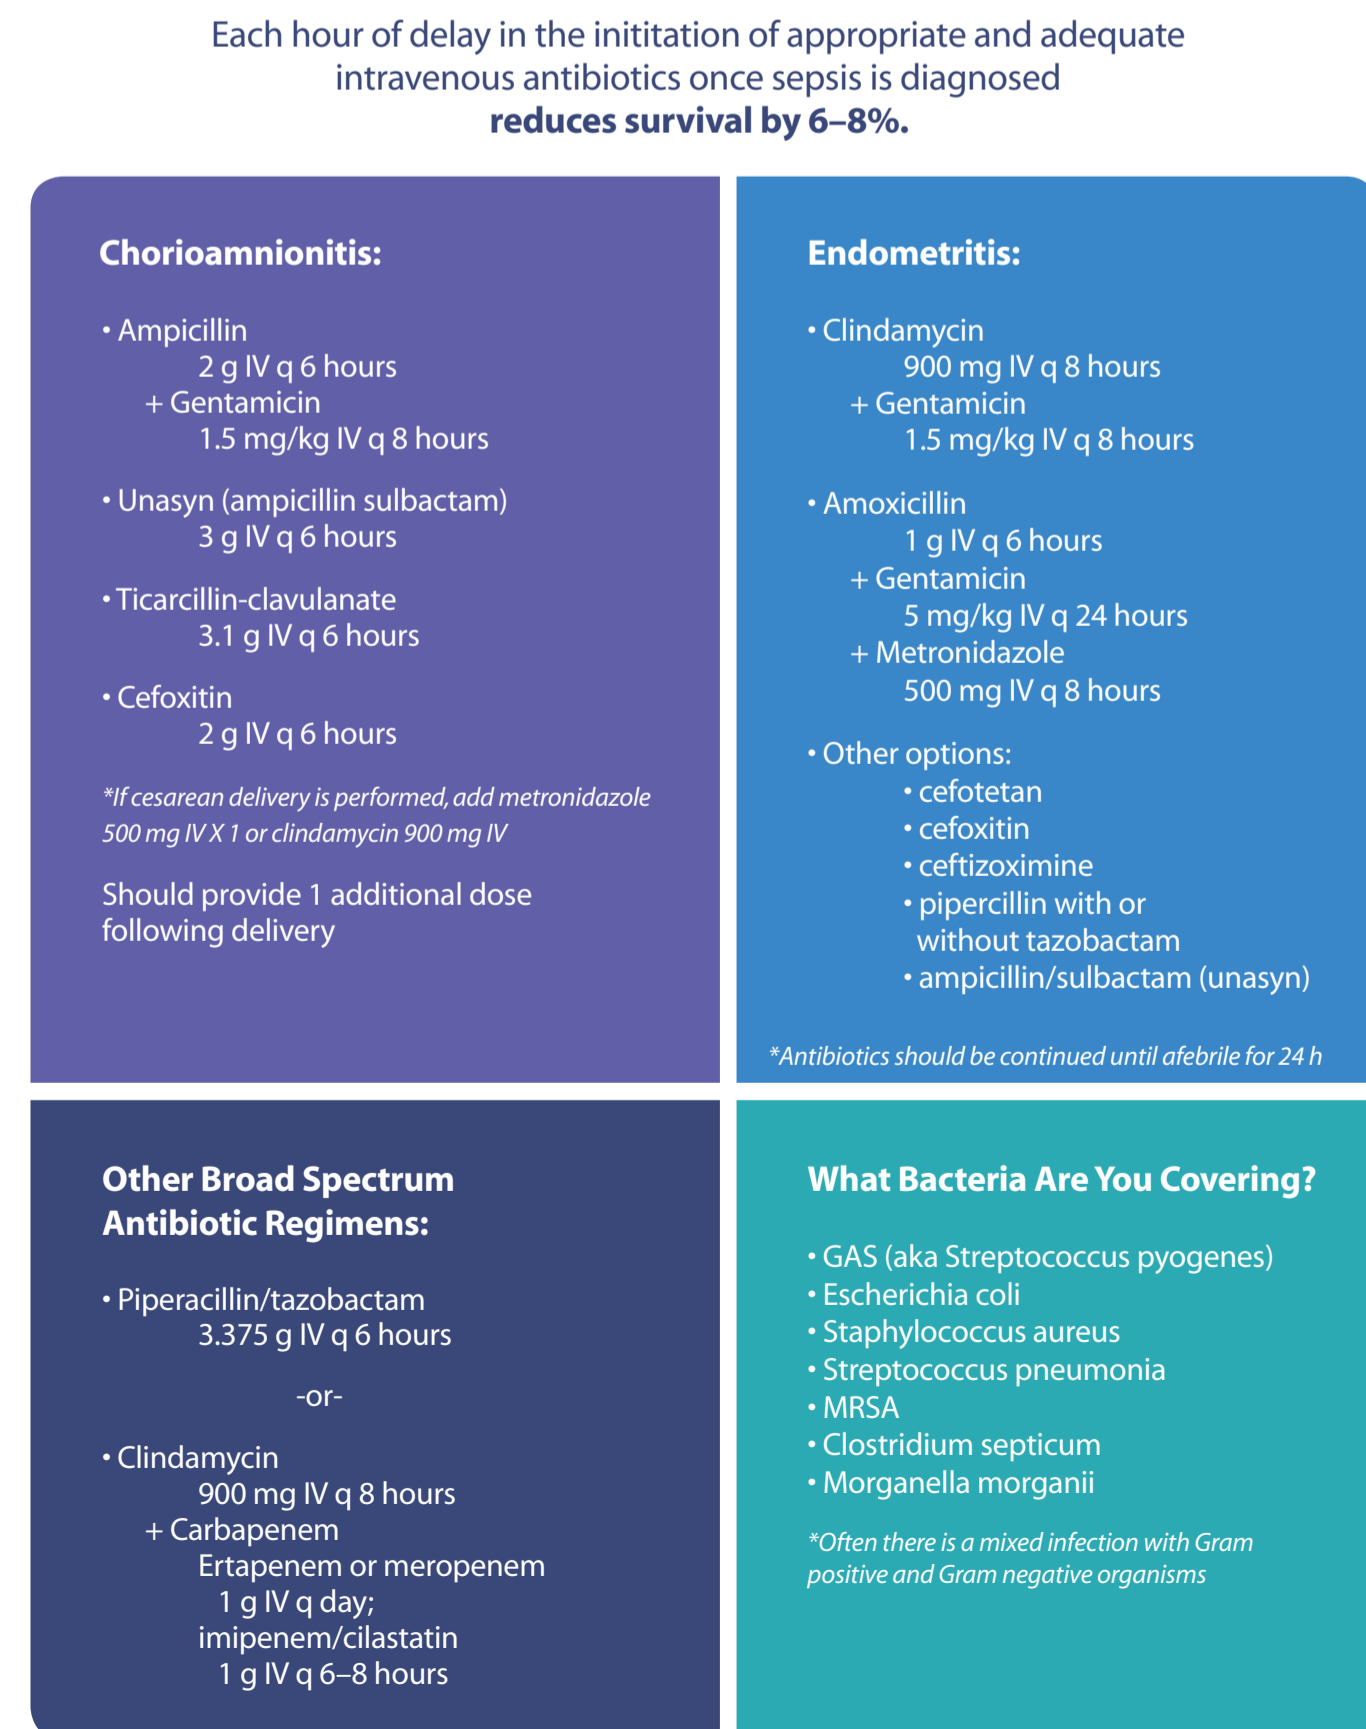 Each hour of delay in the inititation of appropriate and adequate
intravenous antibiotics once sepsis is diagnosed
reduces survival by 6–8%.
Chorioamnionitis:
• Ampicillin
2 g IV q 6 hours
+ Gentamicin
1.5 mg/kg IV q 8 hours
• Unasyn (ampicillin sulbactam)
3 g IV q 6 hours
• Ticarcillin-clavulanate
3.1 g IV q 6 hours
• Cefoxitin
2 g IV q 6 hours
*If cesarean delivery is performed, add metronidazole
500 mg IV X 1 or clindamycin 900 mg IV
Should provide 1 additional dose
following delivery
Endometritis:
• Clindamycin
900 mg IV q 8 hours
+ Gentamicin
1.5 mg/kg IV q 8 hours
• Amoxicillin
1 g IV q 6 hours
+ Gentamicin
5 mg/kg IV q 24 hours
+ Metronidazole
500 mg IV q 8 hours
• Other options:
• cefotetan
• cefoxitin
• ceftizoximine
• pipercillin with or
without tazobactam
• ampicillin/sulbactam (unasyn)
*Antibiotics should be continued until afebrile for 24 h
Other Broad Spectrum
Antibiotic Regimens:
• Piperacillin/tazobactam
3.375 g IV q 6 hours
-or-
• Clindamycin
900 mg IV q 8 hours
+ Carbapenem
Ertapenem or meropenem
1 g IV q day;
imipenem/cilastatin
1 g IV q 6–8 hours
What Bacteria Are You Covering?
• GAS (aka Streptococcus pyogenes)
• Escherichia coli
• Staphylococcus aureus
• Streptococcus pneumonia
• MRSA
• Clostridium septicum
• Morganella morganii
*Often there is a mixed infection with Gram
positive and Gram negative organisms